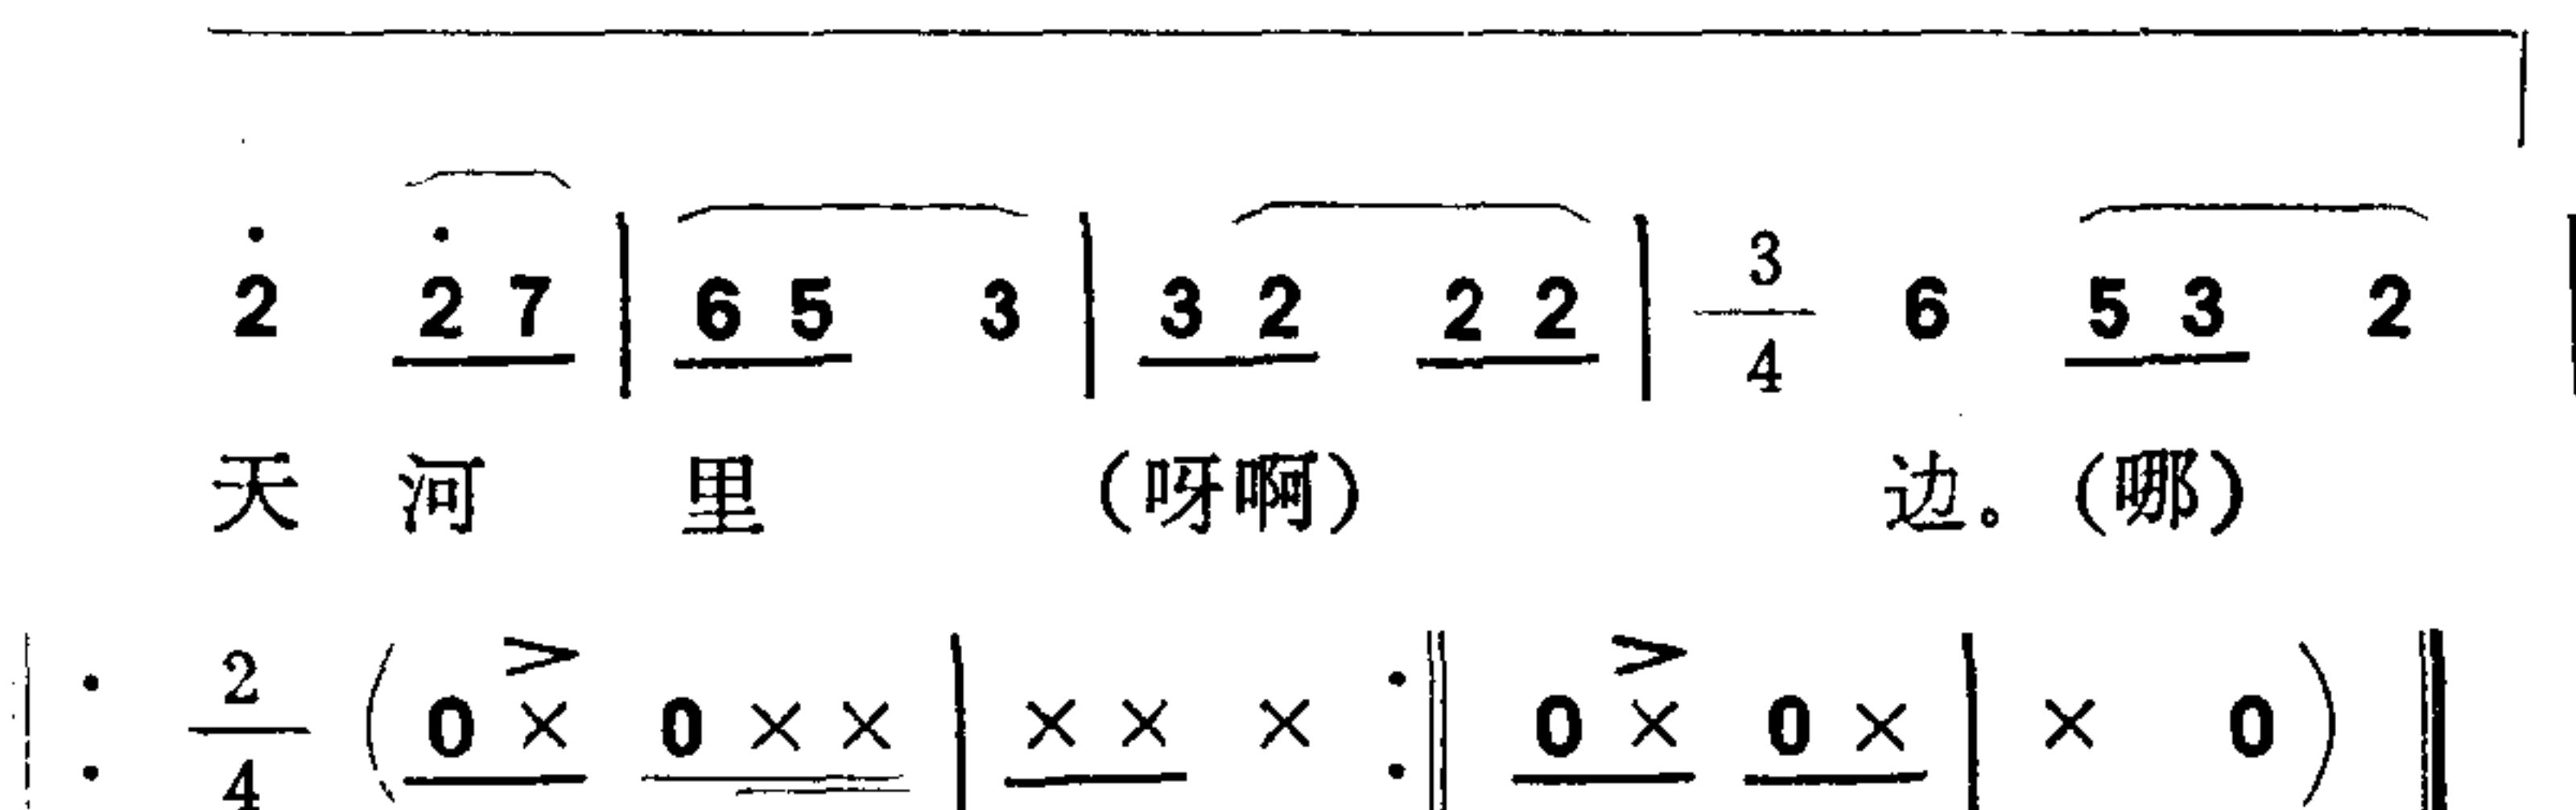 2̇ 2̇ 7 | 6 5 3 | 3 2 2 2 | 3/4 6 5 3 2 |
天 河 里 (呀啊) 边。(哪)
‖: 2/4 (0 × 0 × × | × × × :‖ 0 × 0 × | × 0) ‖